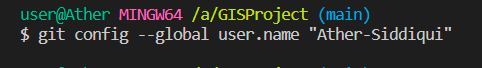 user@Ather MINGW64 /a/GISProject (main)
$ git config --global user.name "Ather-Siddiqui"